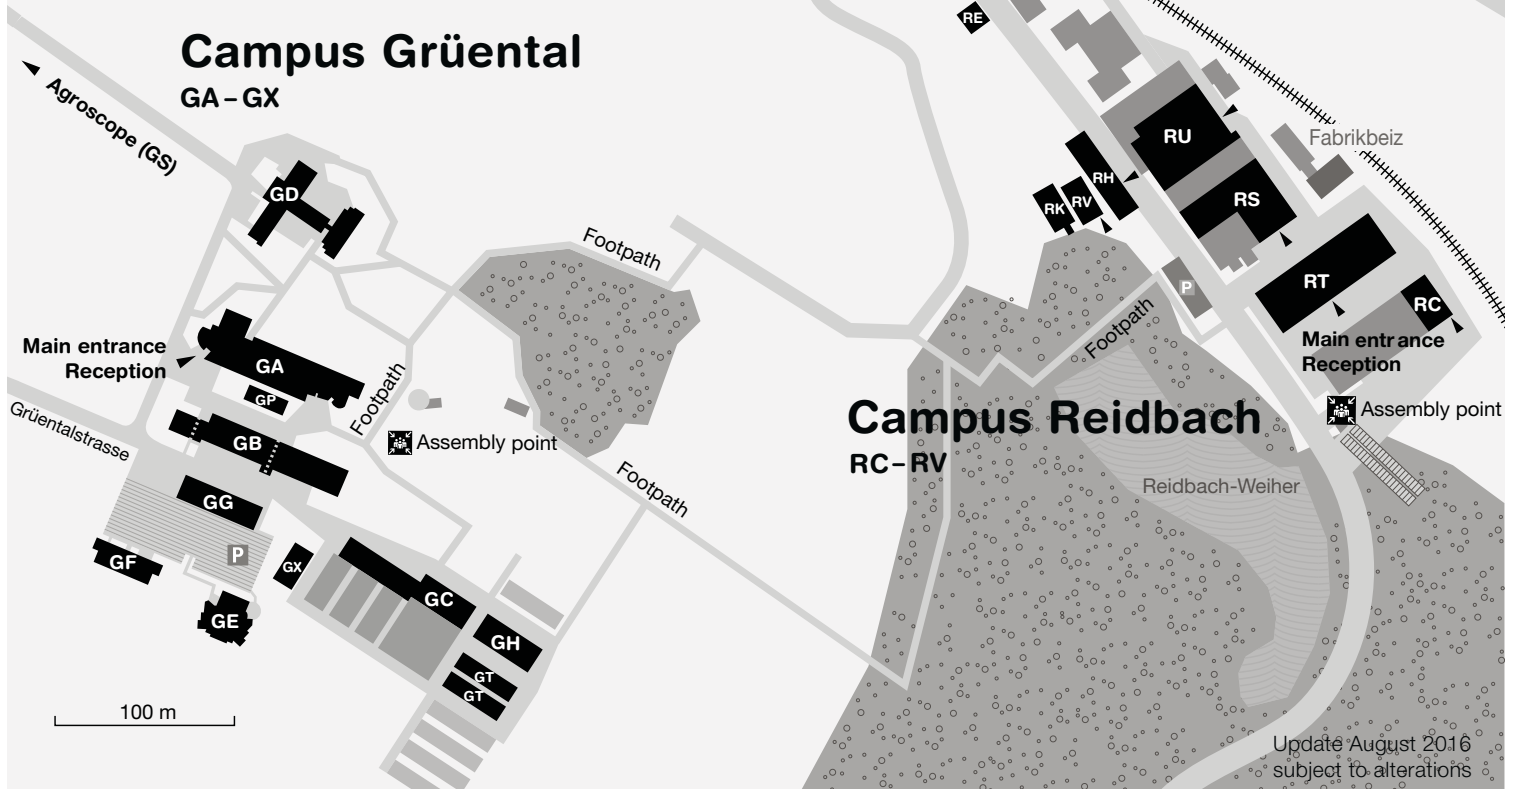 Campus Grüental
GA – GX
Agroscope (GS)
GD
Main entrance
Reception
GA
GP
GB
GG
GF
GE
P
GX
GC
GH
GT
GT
Grüentalstrasse
Footpath
Assembly point
Footpath
Footpath
100 m
RE
RU
RH
RV
RK
RS
Fabrikbeiz
RT
RC
P
Footpath
Main entrance
Reception
Assembly point
Campus Reidbach
RC – RV
Reidbach-Weiher
Update August 2016
subject to alterations